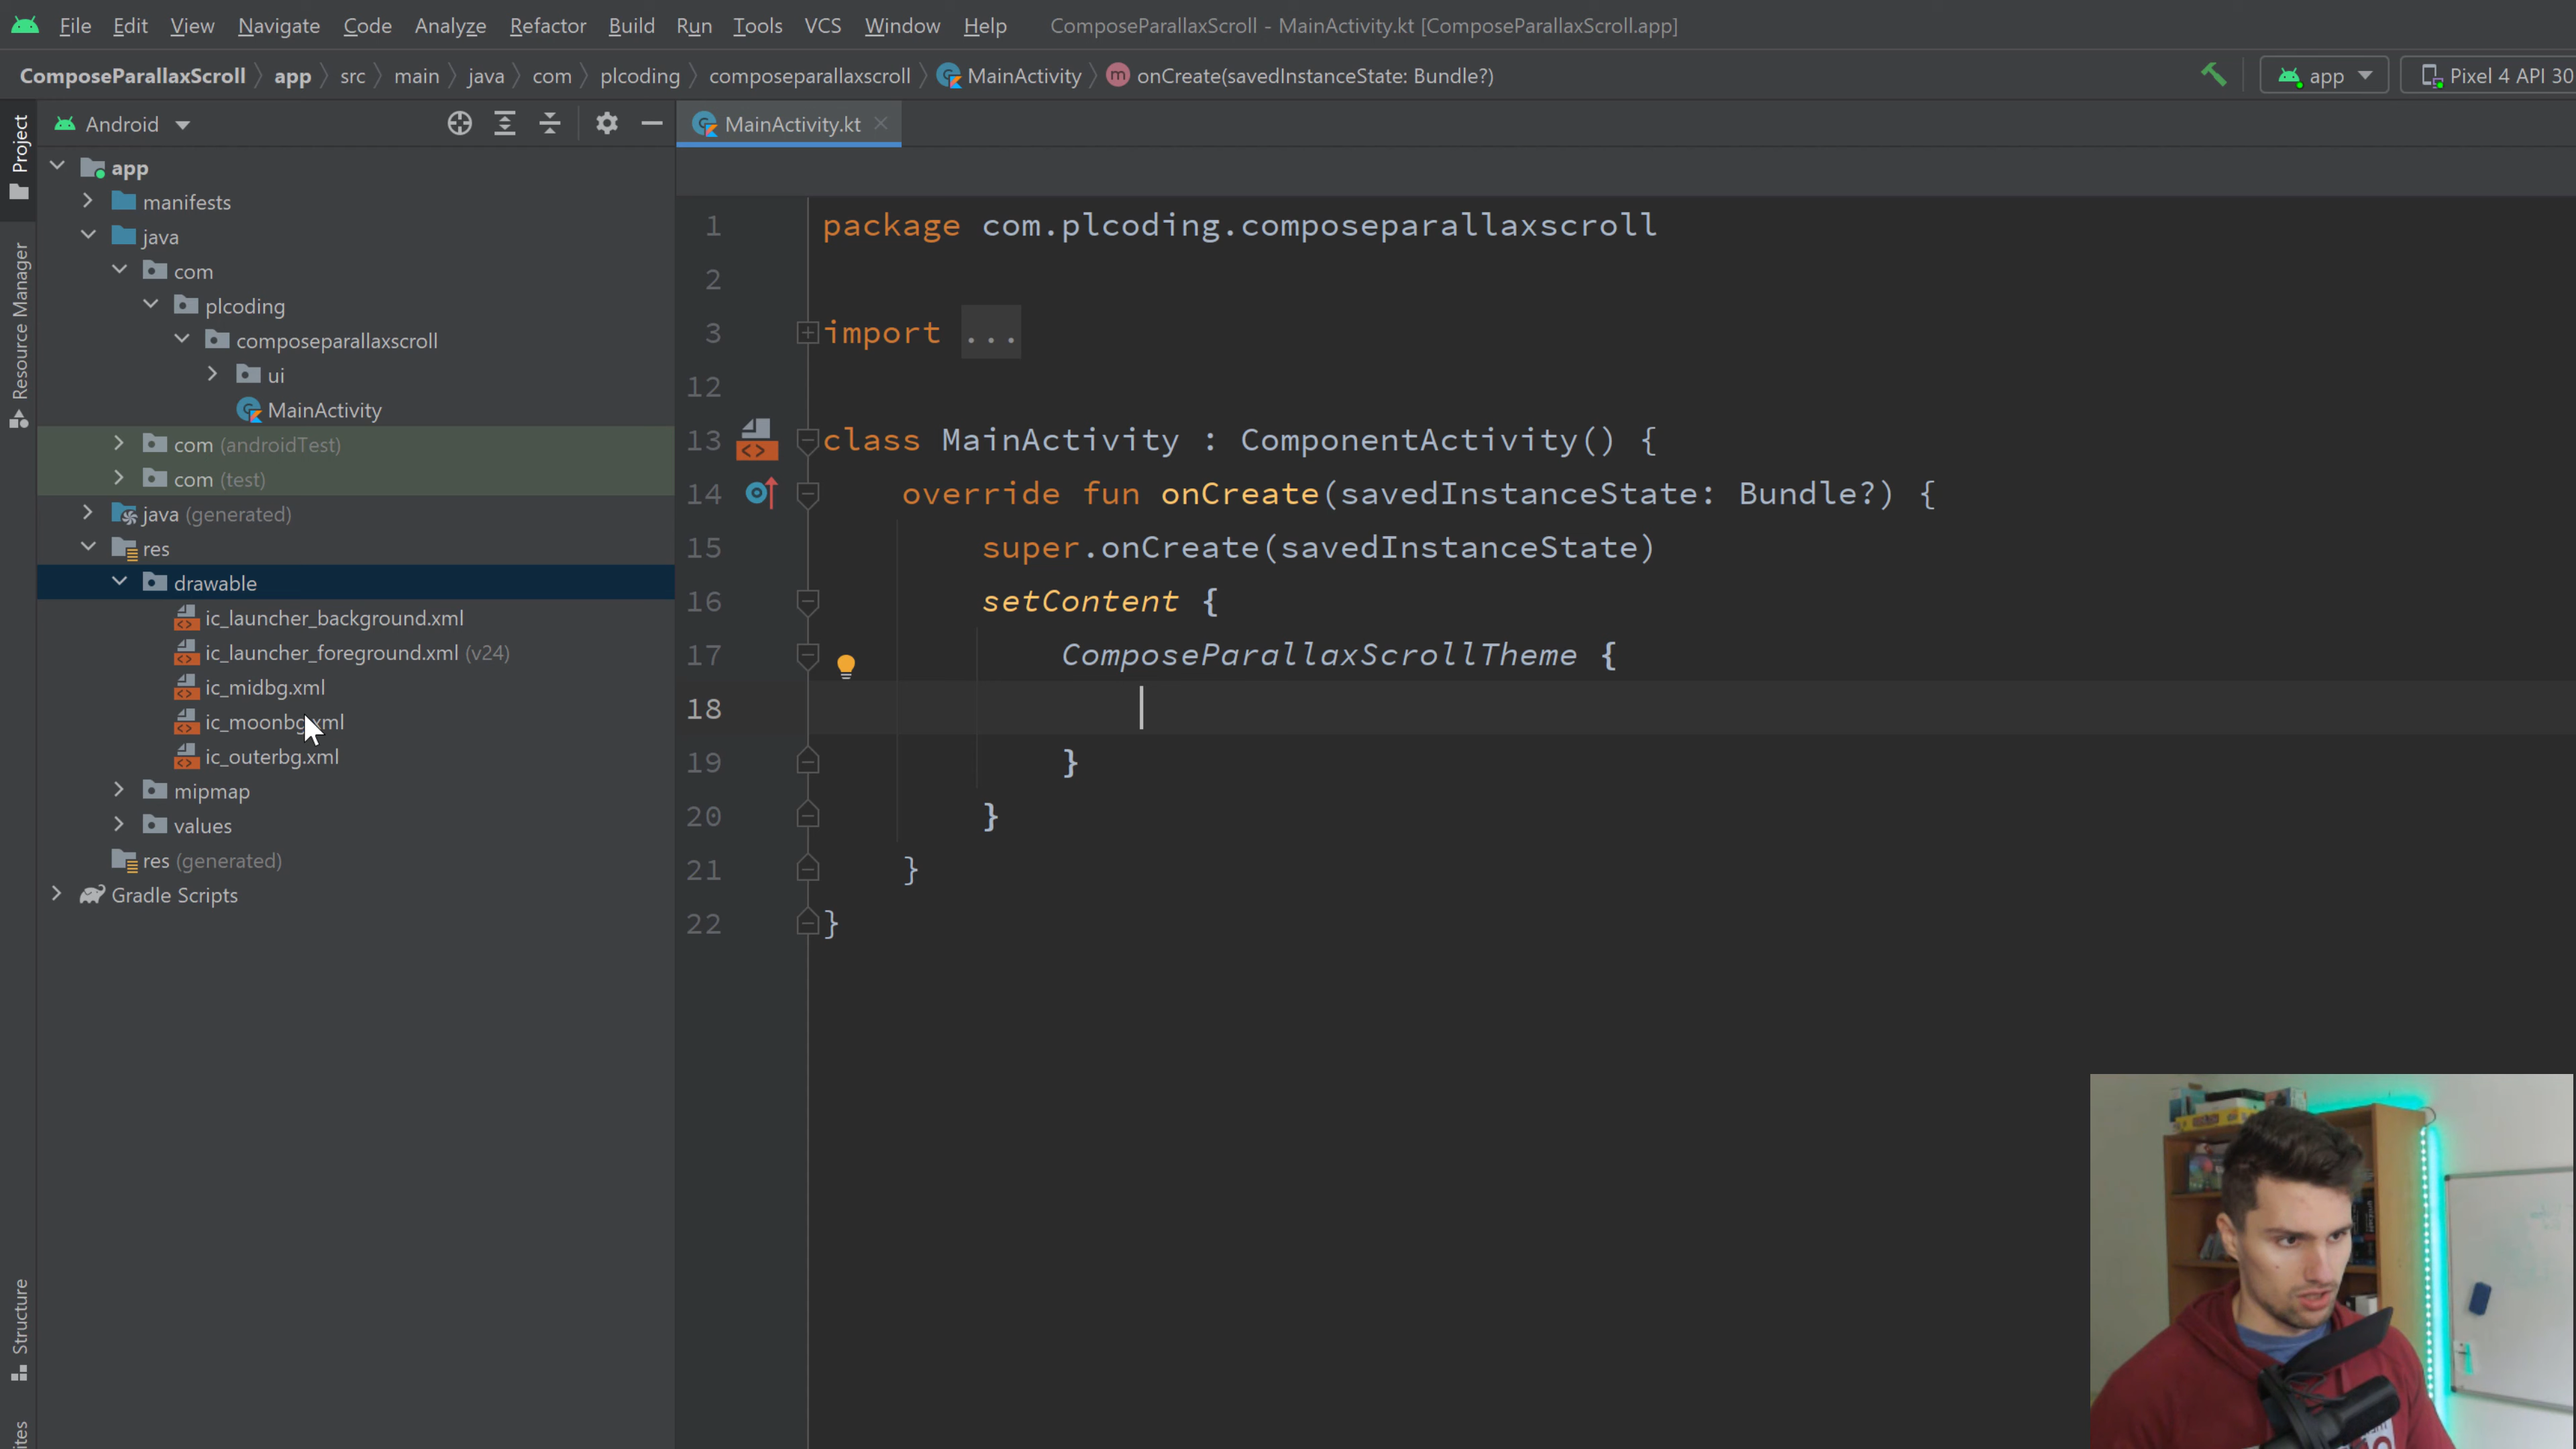 File Edit View Navigate Code Analyze Refactor Build Run Tools VCS Window Help ComposeParallaxScroll - MainActivity.kt [ComposeParallaxScroll.app]
ComposeParallaxScroll app src main java com plcoding composeparallaxscroll MainActivity m onCreate(savedInstanceState: Bundle?) app Pixel 4 API 30
Project
Resource Manager
Structure
Android
app
manifests
java
com
plcoding
composeparallaxscroll
ui
MainActivity
com (androidTest)
com (test)
java (generated)
res
drawable
ic_launcher_background.xml
ic_launcher_foreground.xml (v24)
ic_midbg.xml
ic_moonbg.xml
ic_outerbg.xml
mipmap
values
res (generated)
Gradle Scripts
MainActivity.kt
1 package com.plcoding.composeparallaxscroll
2
3 import ...
12
13 class MainActivity : ComponentActivity() {
14 override fun onCreate(savedInstanceState: Bundle?) {
15 super.onCreate(savedInstanceState)
16 setContent {
17 ComposeParallaxScrollTheme {
18
19 }
20 }
21 }
22 }